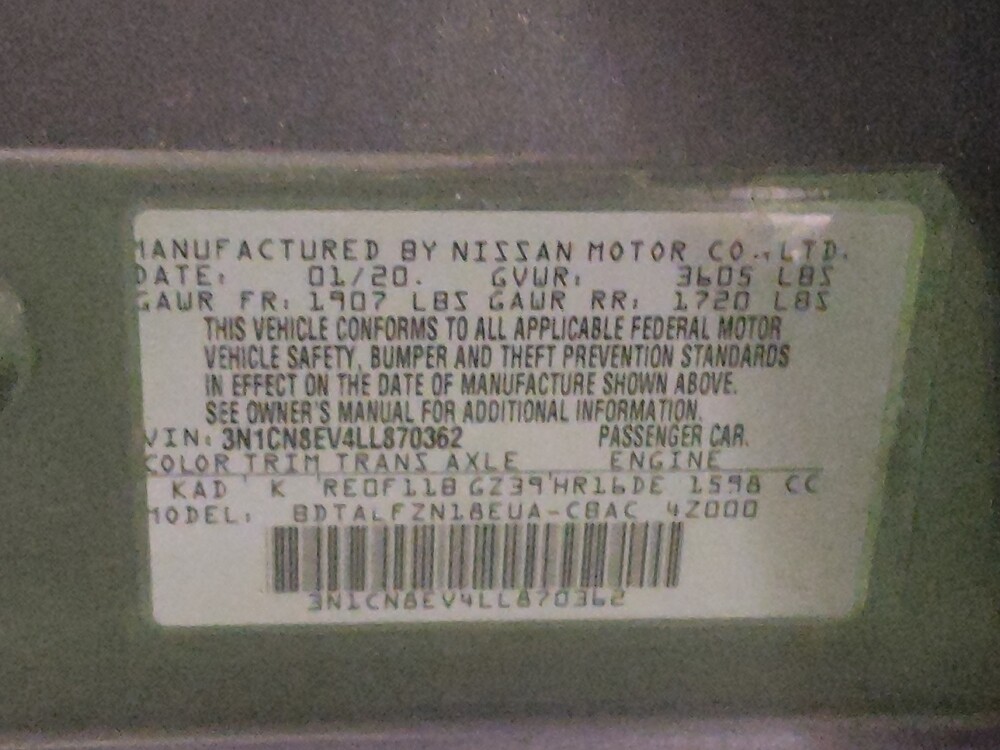 MANUFACTURED BY NISSAN MOTOR CO., LTD.
DATE: 01/20. GVWR: 3605 LBS
GAWR FR: 1907 LBS GAWR RR: 1720 LBS
THIS VEHICLE CONFORMS TO ALL APPLICABLE FEDERAL MOTOR
VEHICLE SAFETY, BUMPER AND THEFT PREVENTION STANDARDS
IN EFFECT ON THE DATE OF MANUFACTURE SHOWN ABOVE.
SEE OWNER'S MANUAL FOR ADDITIONAL INFORMATION.
VIN: 3N1CN8EV4LL870362 PASSENGER CAR.
COLOR TRIM TRANS AXLE ENGINE
KAD K RE0F11B GZ39 HR16DE 1598 CC
MODEL: BDTALFZN18EUA-CBAC 4Z000
3N1CN8EV4LL870362